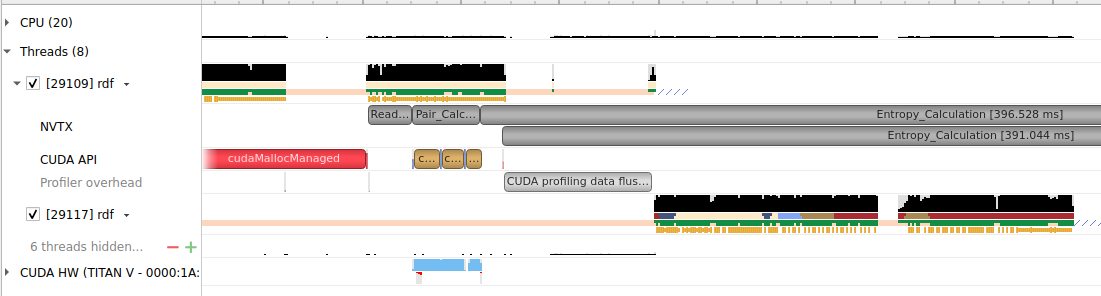 CPU (20)
Threads (8)
[29109] rdf
NVTX
Read... Pair_Calc... Entropy_Calculation [396.528 ms]
Entropy_Calculation [391.044 ms]
CUDA API
cudaMallocManaged c... c... ...
Profiler overhead
CUDA profiling data flus...
[29117] rdf
6 threads hidden...
CUDA HW (TITAN V - 0000:1A: